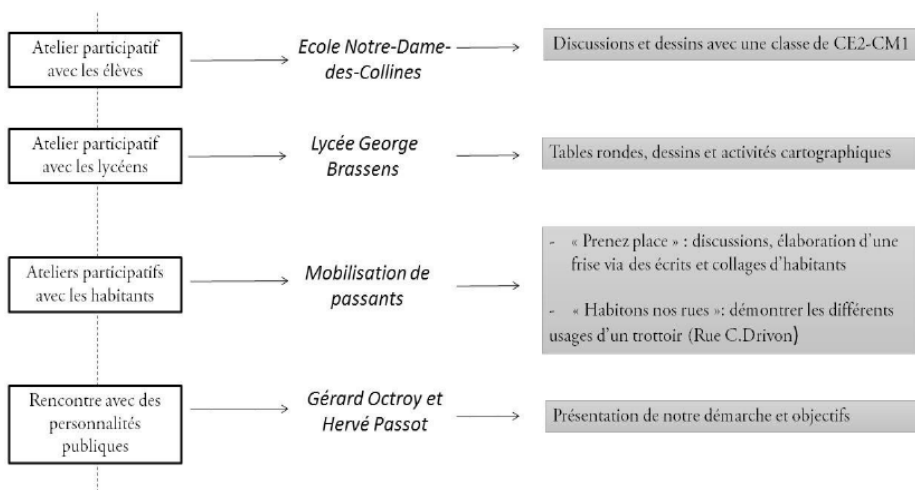 Atelier participatif
avec les élèves
Ecole Notre-Dame-
des-Collines
Discussions et dessins avec une classe de CE2-CM1
Atelier participatif
avec les lycéens
Lycée George
Brassens
Tables rondes, dessins et activités cartographiques
Ateliers participatifs
avec les habitants
Mobilisation de
passants
- « Prenez place » : discussions, élaboration d'une
frise via des écrits et collages d'habitants
- « Habitons nos rues »: démontrer les différents
usages d'un trottoir (Rue C.Drivon)
Rencontre avec des
personnalités
publiques
Gérard Octroy et
Hervé Passot
Présentation de notre démarche et objectifs